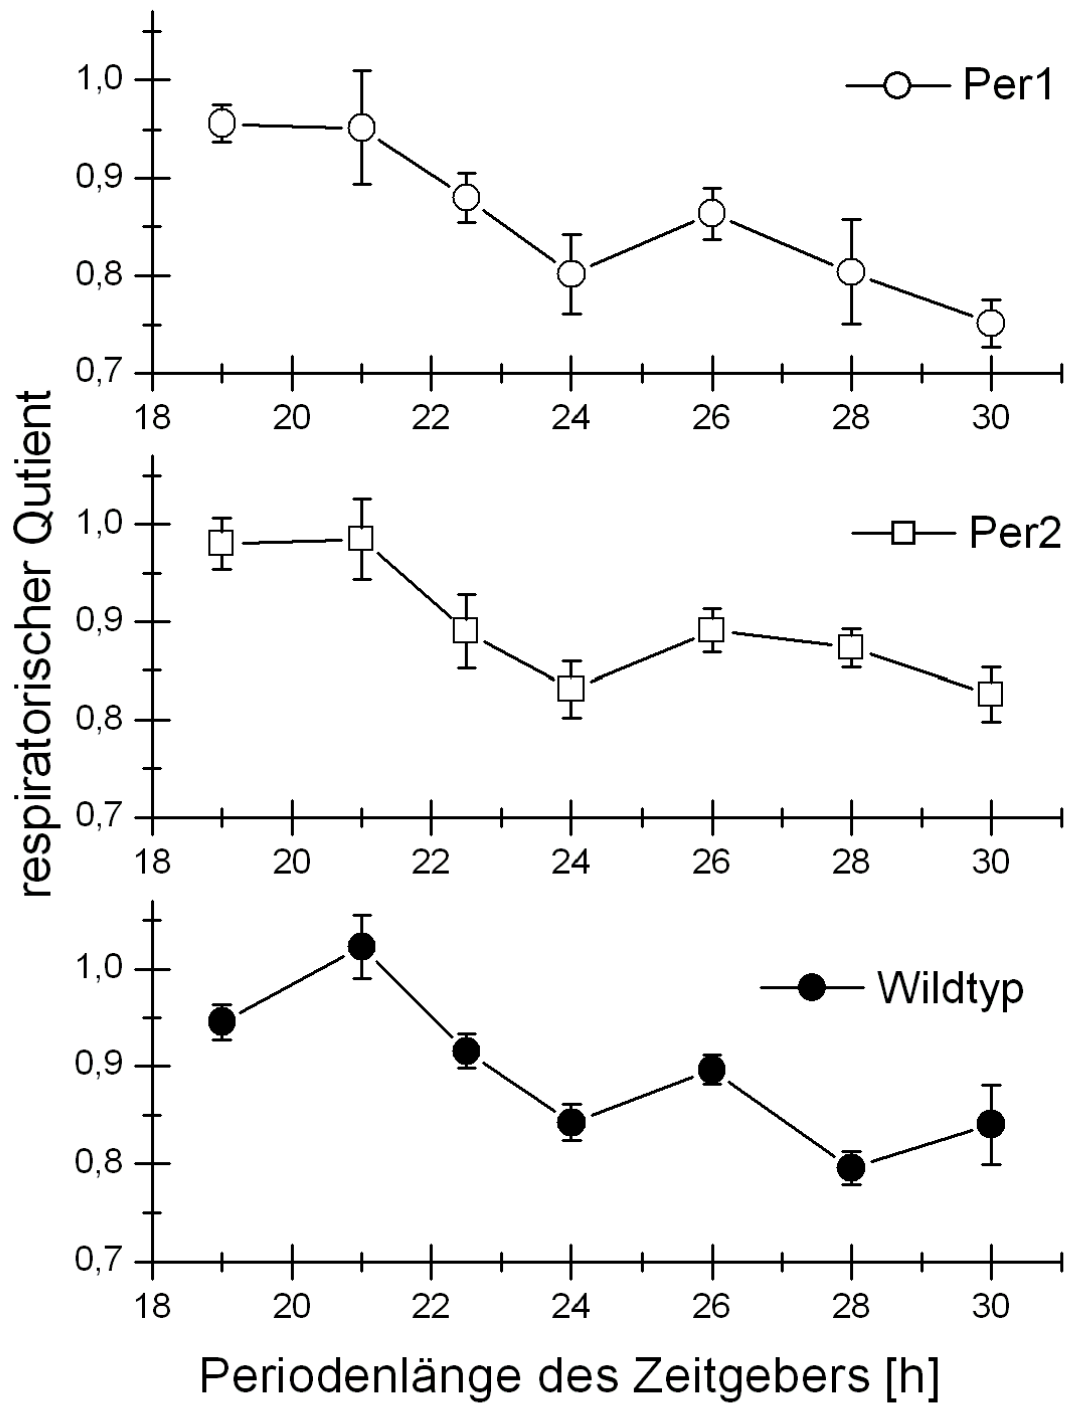 1,0
Per1
0,9
0,8
0,7
18 20 22 24 26 28 30
respiratorischer Qutient
1,0
Per2
0,9
0,8
0,7
18 20 22 24 26 28 30
1,0
Wildtyp
0,9
0,8
0,7
18 20 22 24 26 28 30
Periodenlänge des Zeitgebers [h]